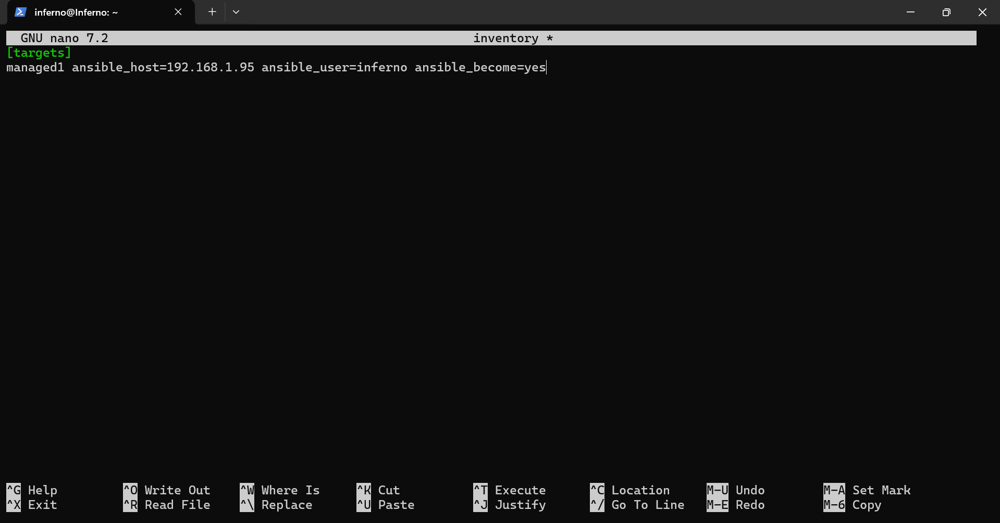 inferno@Inferno: ~
GNU nano 7.2 inventory *
[targets]
managed1 ansible_host=192.168.1.95 ansible_user=inferno ansible_become=yes
^G Help ^O Write Out ^W Where Is ^K Cut ^T Execute ^C Location M-U Undo M-A Set Mark
^X Exit ^R Read File ^\ Replace ^U Paste ^J Justify ^/ Go To Line M-E Redo M-6 Copy